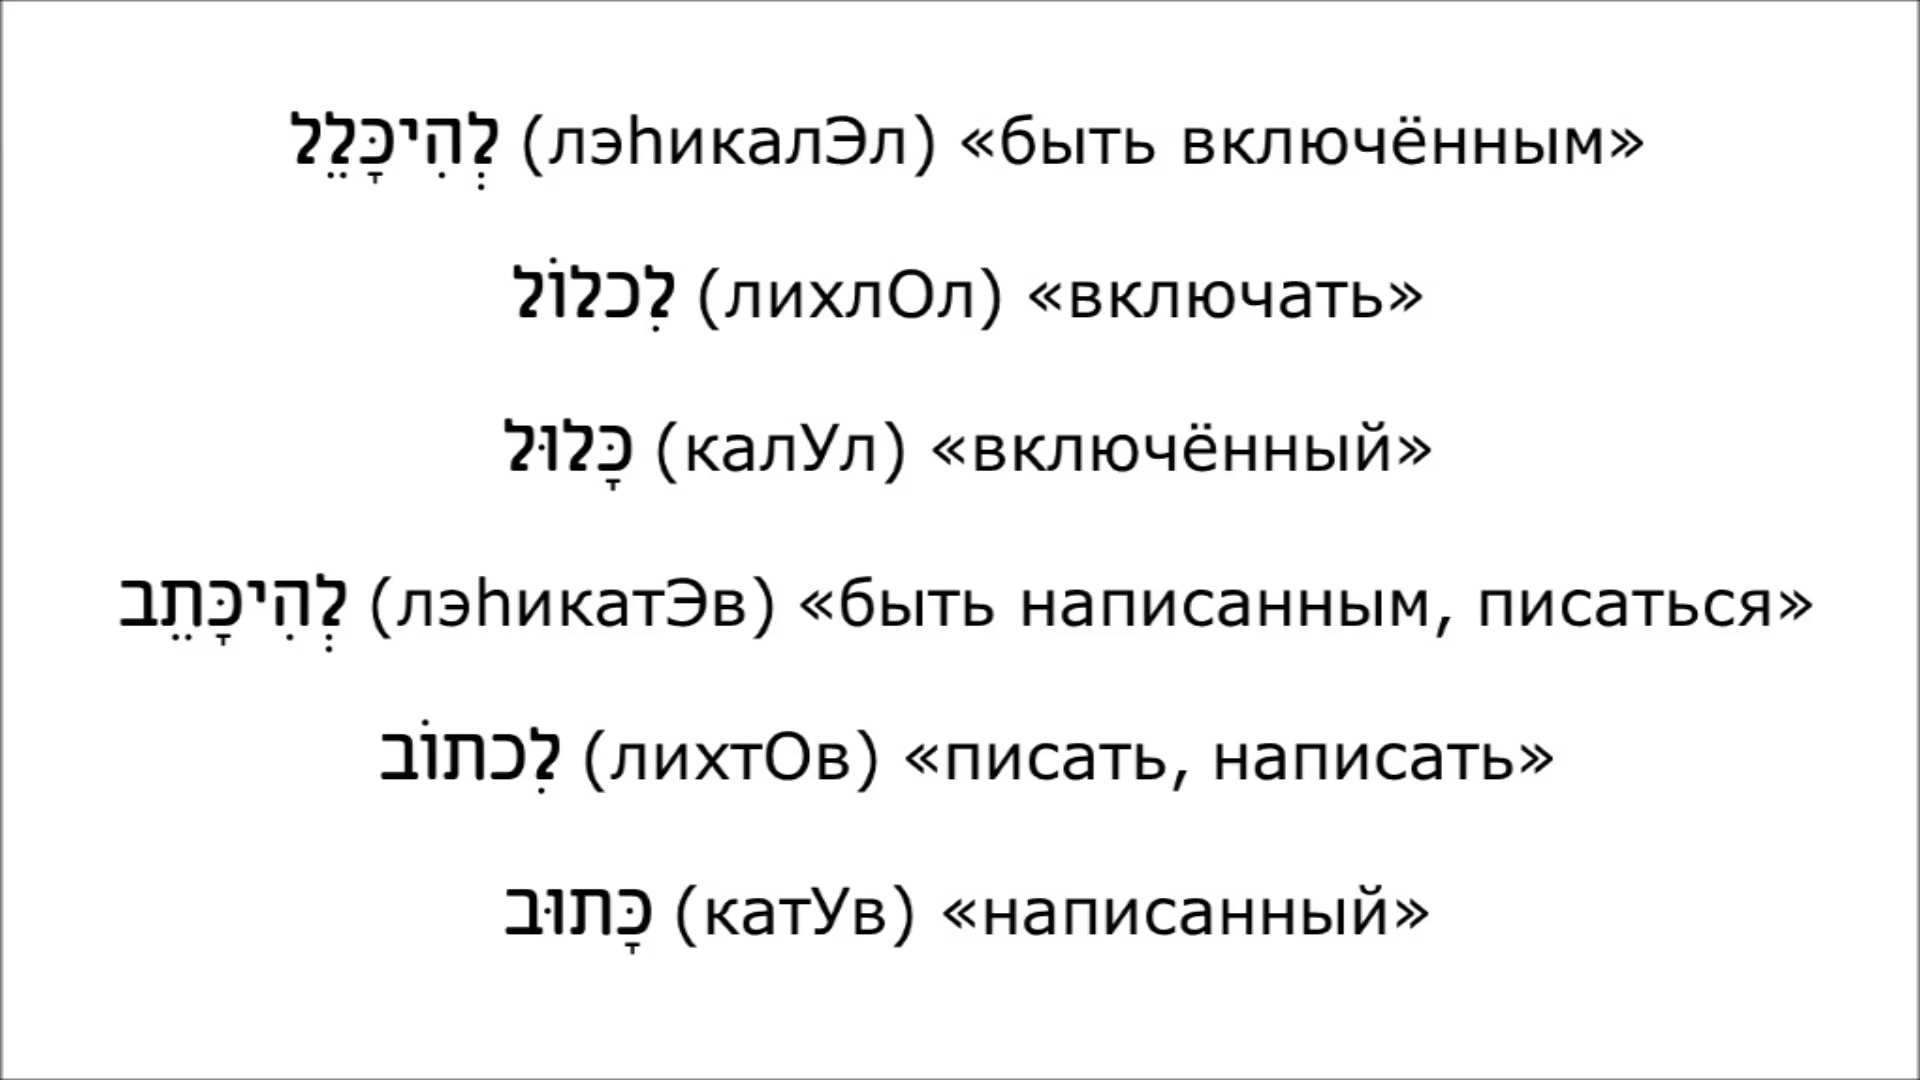 לְהִיכָּלֵל (лэhикалЭл) «быть включённым»
לִכלוֹל (лихлОл) «включать»
כָּלוּל (калУл) «включённый»
לְהִיכָּתֵב (лэhикатЭв) «быть написанным, писаться»
לִכתוֹב (лихтОв) «писать, написать»
כָּתוּב (катУв) «написанный»